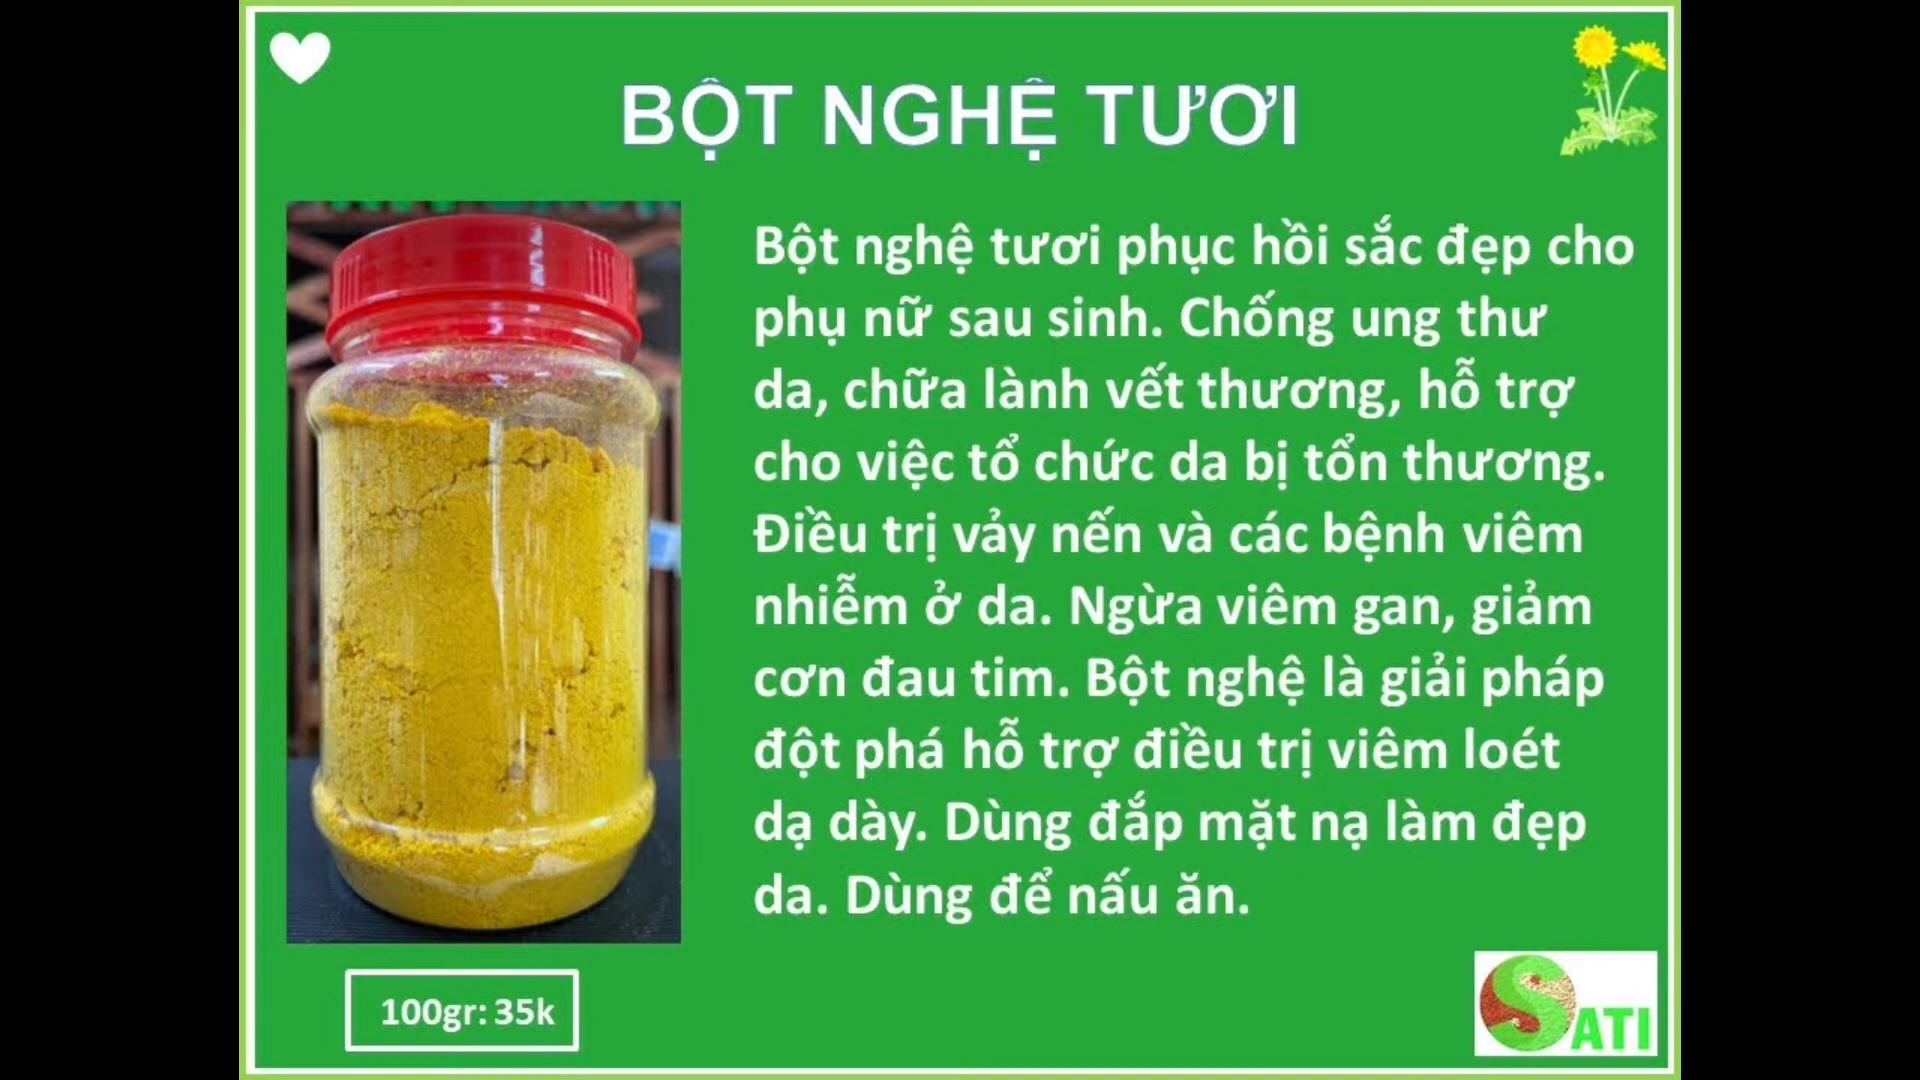 BỘT NGHỆ TƯƠI
Bột nghệ tươi phục hồi sắc đẹp cho
phụ nữ sau sinh. Chống ung thư
da, chữa lành vết thương, hỗ trợ
cho việc tổ chức da bị tổn thương.
Điều trị vảy nến và các bệnh viêm
nhiễm ở da. Ngừa viêm gan, giảm
cơn đau tim. Bột nghệ là giải pháp
đột phá hỗ trợ điều trị viêm loét
dạ dày. Dùng đắp mặt nạ làm đẹp
da. Dùng để nấu ăn.
100gr: 35k
SATI